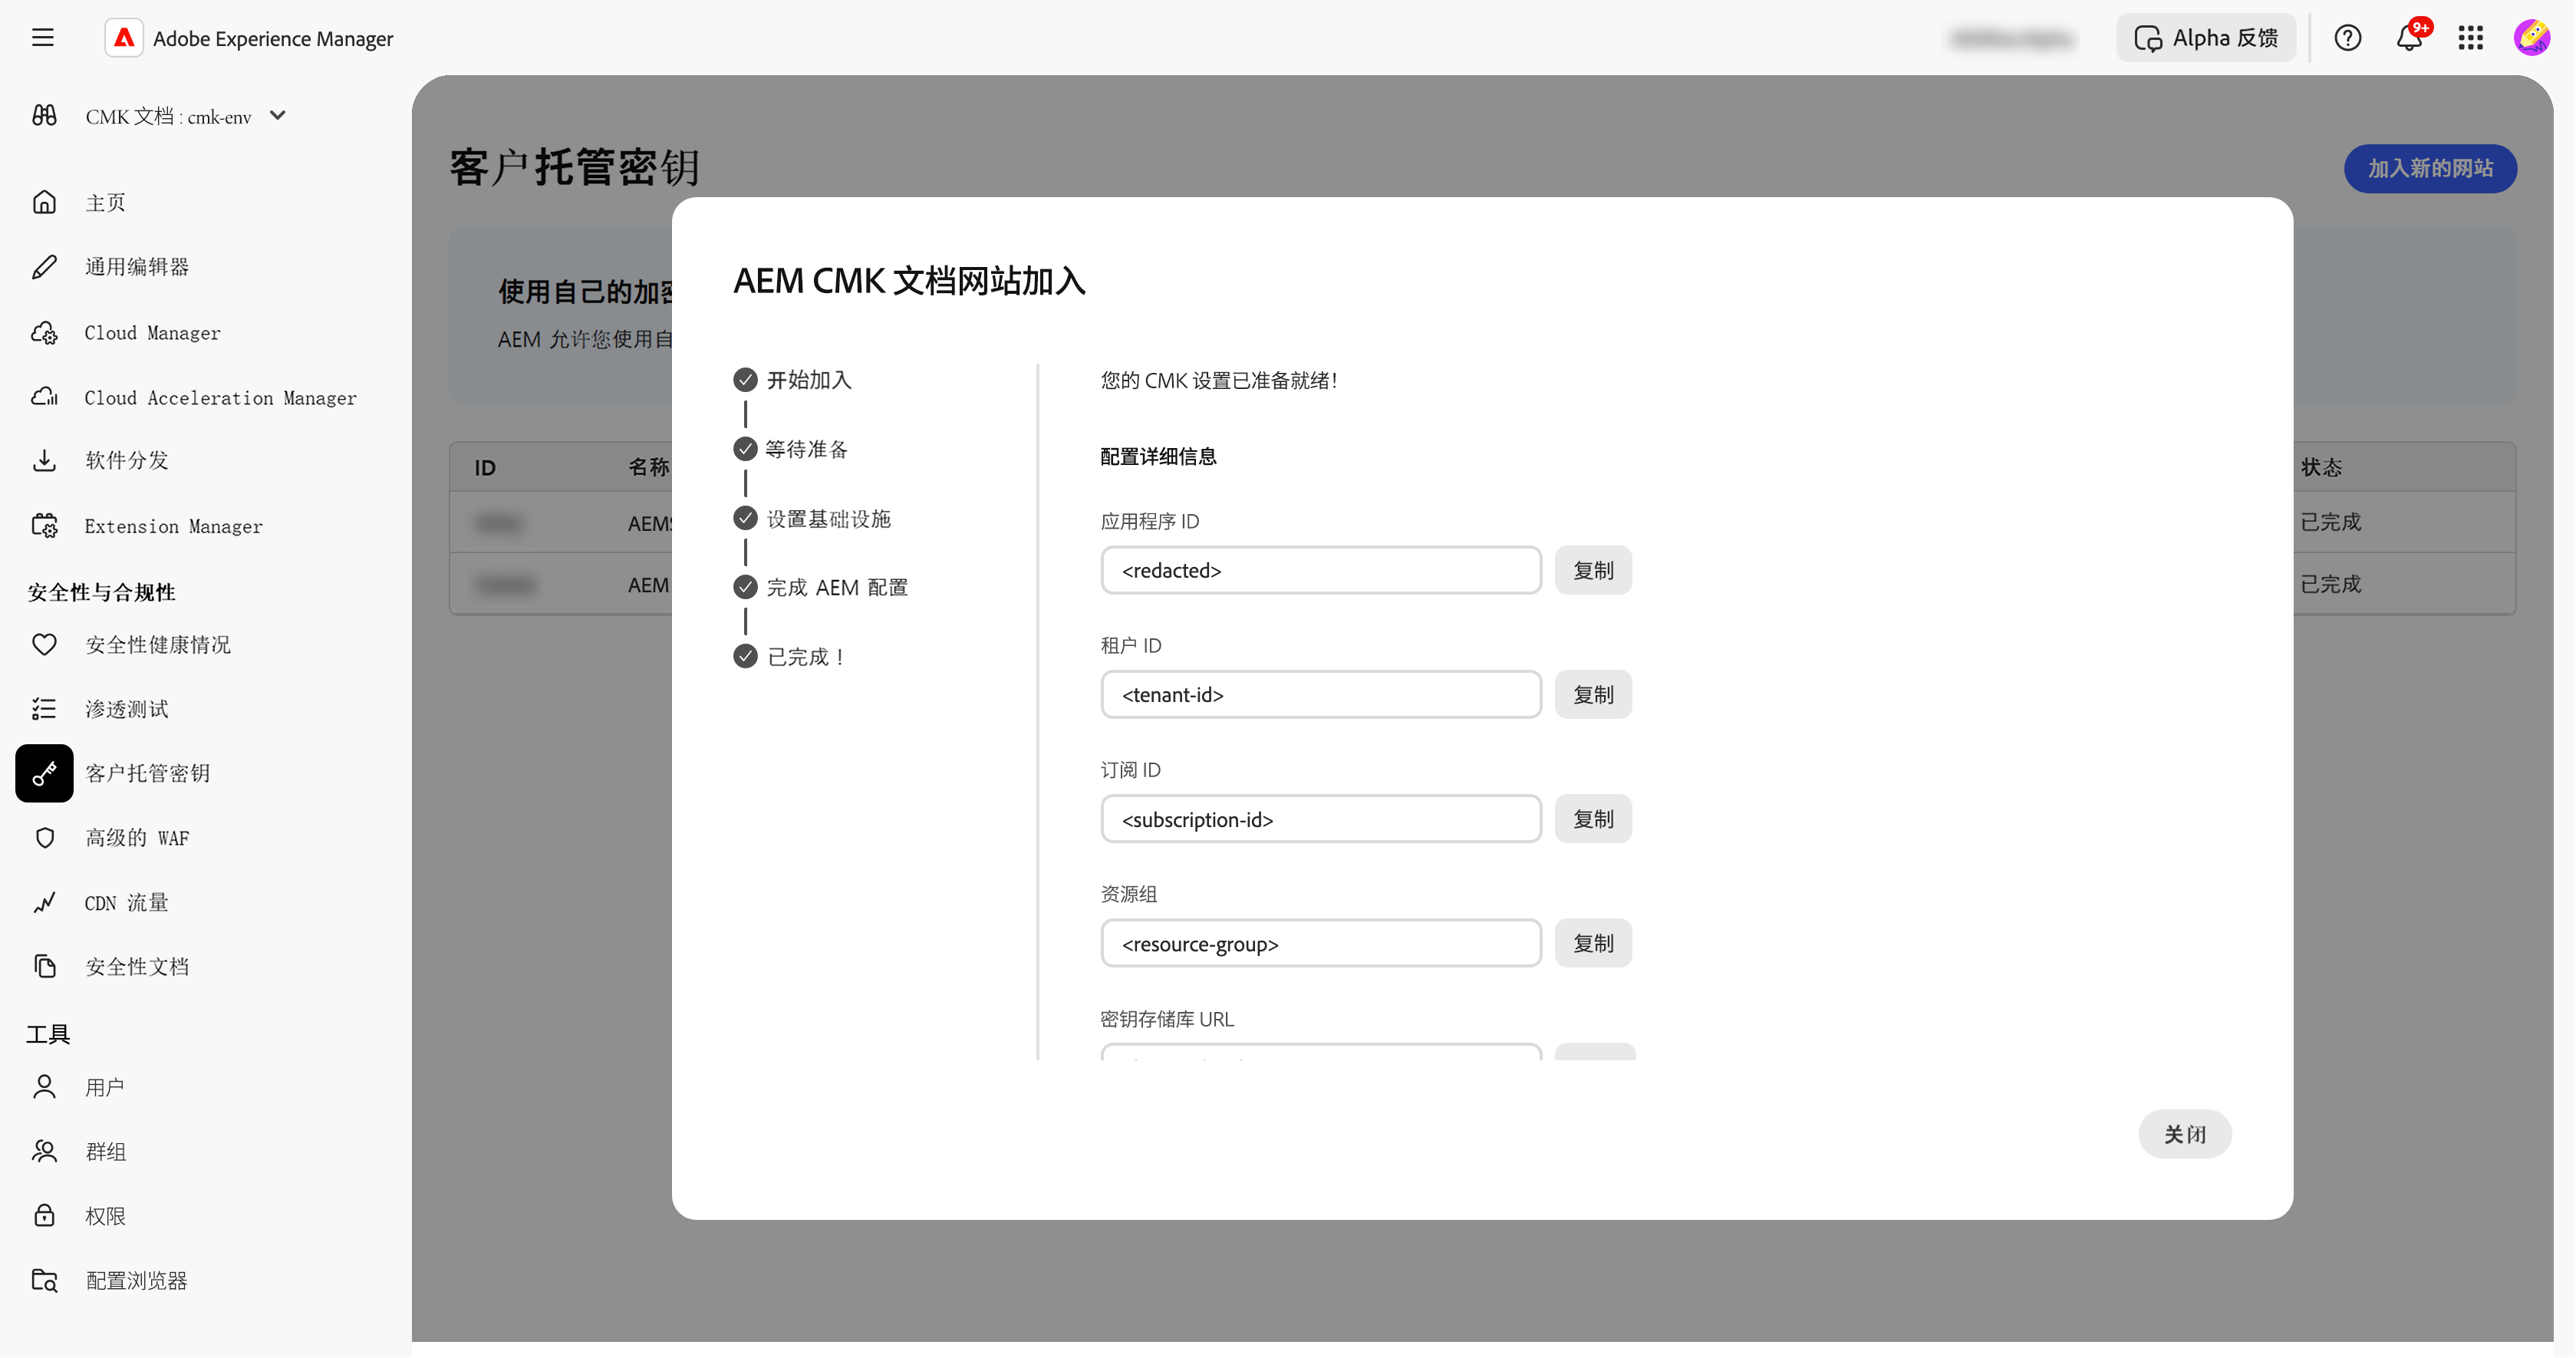 Adobe Experience Manager
Alpha 反馈
9+
CMK 文档 : cmk-env
主页
通用编辑器
Cloud Manager
Cloud Acceleration Manager
软件分发
Extension Manager
安全性与合规性
安全性健康情况
渗透测试
客户托管密钥
高级的 WAF
CDN 流量
安全性文档
工具
用户
群组
权限
配置浏览器
客户托管密钥
加入新的网站
使用自己的加密
AEM 允许您使用自
ID 名称 状态
AEMS 已完成
AEM 已完成
AEM CMK 文档网站加入
开始加入
等待准备
设置基础设施
完成 AEM 配置
已完成！
您的 CMK 设置已准备就绪！
配置详细信息
应用程序 ID
<redacted> 复制
租户 ID
<tenant-id> 复制
订阅 ID
<subscription-id> 复制
资源组
<resource-group> 复制
密钥存储库 URL
关闭